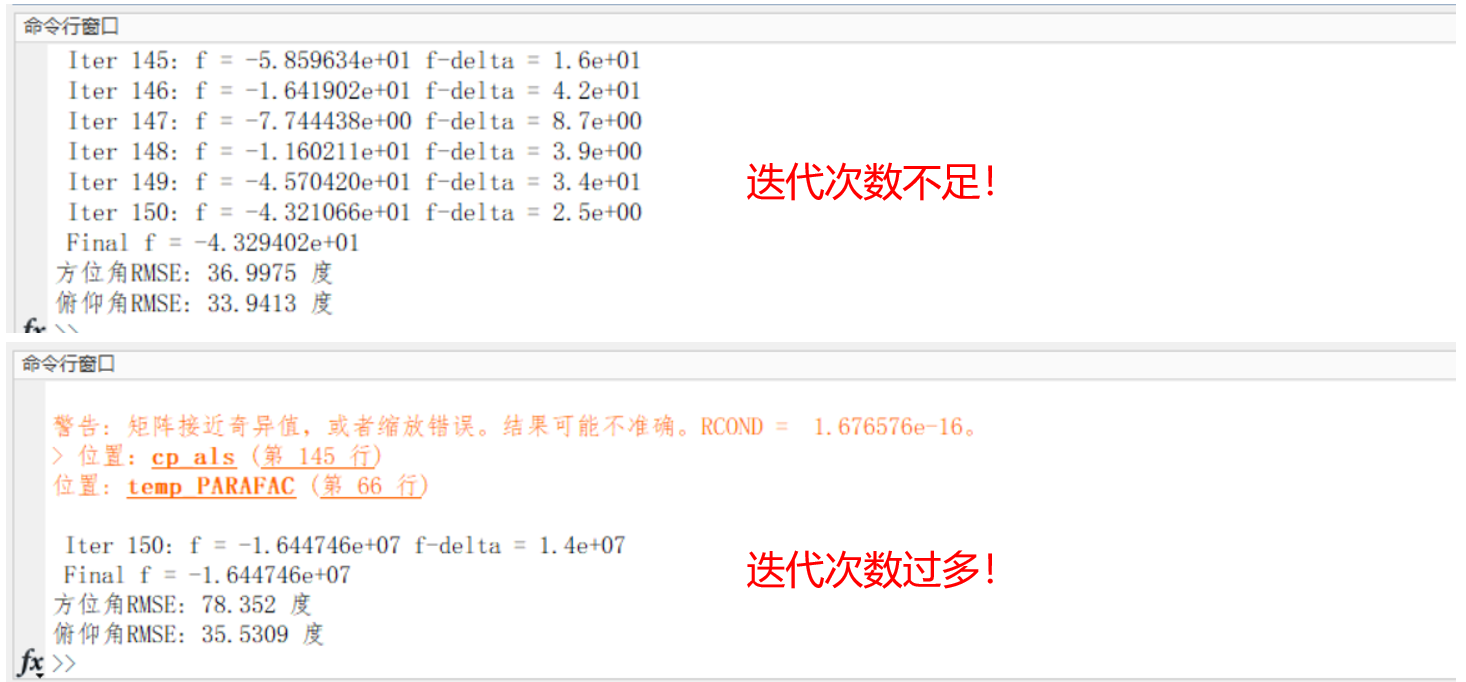 命令行窗口
Iter 145: f = -5.859634e+01 f-delta = 1.6e+01
Iter 146: f = -1.641902e+01 f-delta = 4.2e+01
Iter 147: f = -7.744438e+00 f-delta = 8.7e+00
Iter 148: f = -1.160211e+01 f-delta = 3.9e+00
Iter 149: f = -4.570420e+01 f-delta = 3.4e+01
Iter 150: f = -4.321066e+01 f-delta = 2.5e+00
Final f = -4.329402e+01
方位角RMSE: 36.9975 度
俯仰角RMSE: 33.9413 度
fx >>
迭代次数不足！
命令行窗口
警告: 矩阵接近奇异值，或者缩放错误。结果可能不准确。RCOND = 1.676576e-16。
> 位置: cp_als (第 145 行)
位置: temp_PARAFAC (第 66 行)
Iter 150: f = -1.644746e+07 f-delta = 1.4e+07
Final f = -1.644746e+07
方位角RMSE: 78.352 度
俯仰角RMSE: 35.5309 度
fx >>
迭代次数过多！